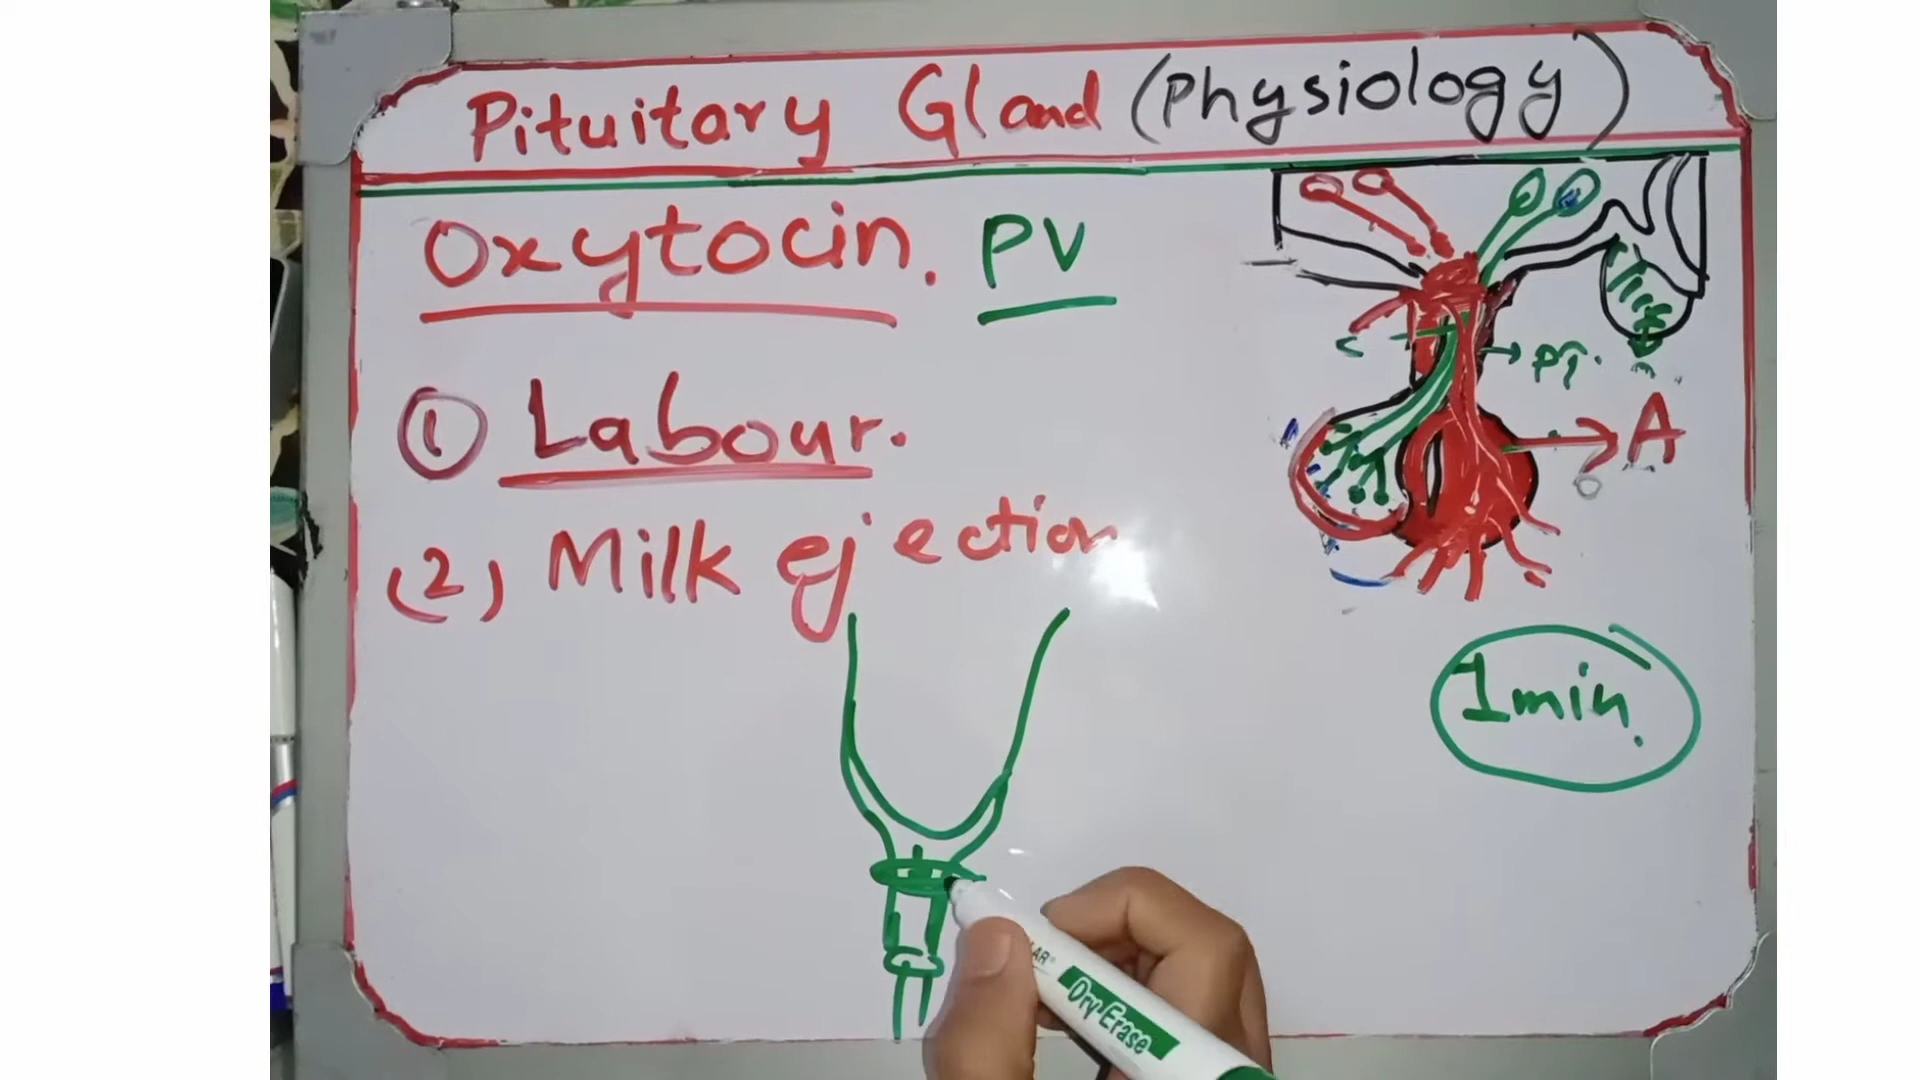 Pituitary Gland (Physiology)
Oxytocin. PV
① Labour.
(2) Milk ejection
A
1min.
Dry Erase